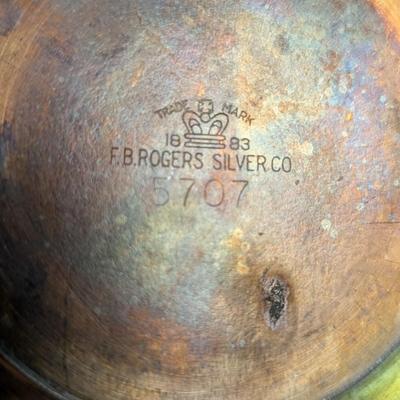 TRADE MARK
18 83
F.B. ROGERS SILVER CO
5707